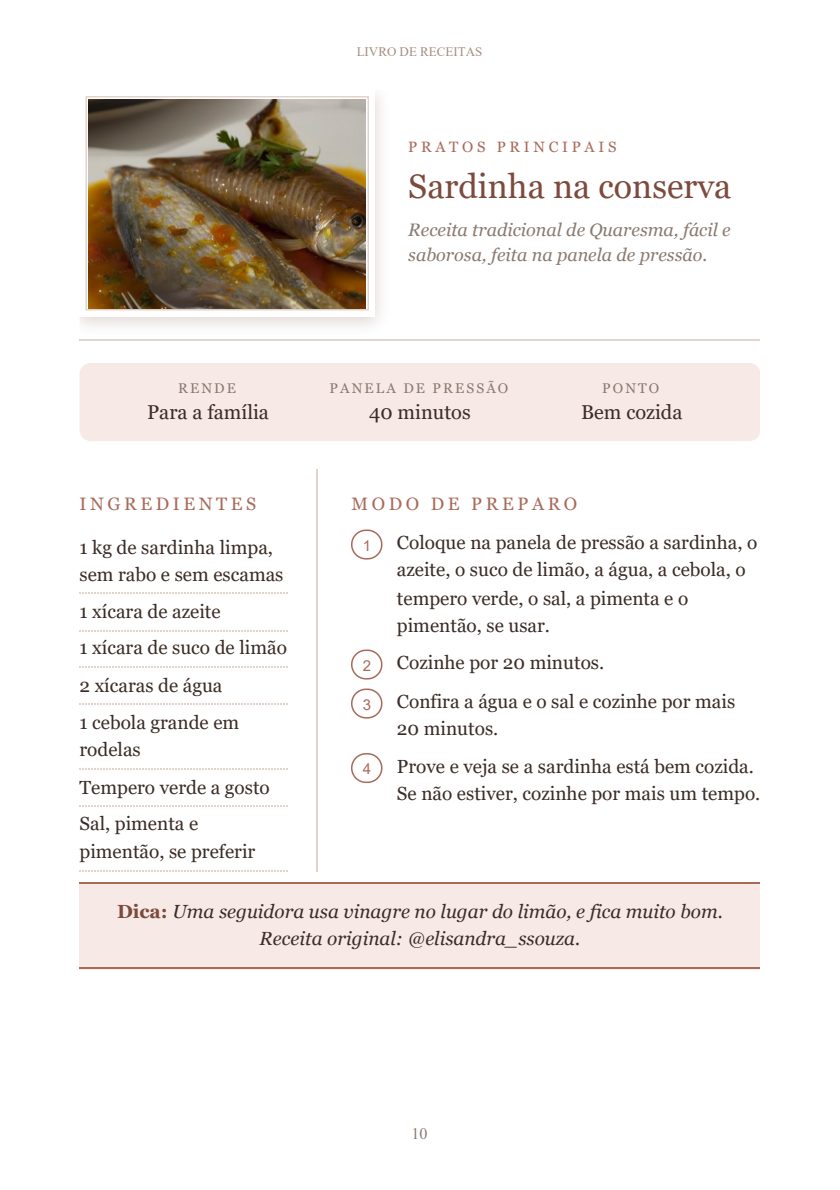 LIVRO DE RECEITAS
PRATOS PRINCIPAIS
Sardinha na conserva
Receita tradicional de Quaresma, fácil e
saborosa, feita na panela de pressão.
RENDE
Para a família
PANELA DE PRESSÃO
40 minutos
PONTO
Bem cozida
INGREDIENTES
1 kg de sardinha limpa,
sem rabo e sem escamas
1 xícara de azeite
1 xícara de suco de limão
2 xícaras de água
1 cebola grande em
rodelas
Tempero verde a gosto
Sal, pimenta e
pimentão, se preferir
MODO DE PREPARO
1 Coloque na panela de pressão a sardinha, o
azeite, o suco de limão, a água, a cebola, o
tempero verde, o sal, a pimenta e o
pimentão, se usar.
2 Cozinhe por 20 minutos.
3 Confira a água e o sal e cozinhe por mais
20 minutos.
4 Prove e veja se a sardinha está bem cozida.
Se não estiver, cozinhe por mais um tempo.
Dica: Uma seguidora usa vinagre no lugar do limão, e fica muito bom.
Receita original: @elisandra_ssouza.
10